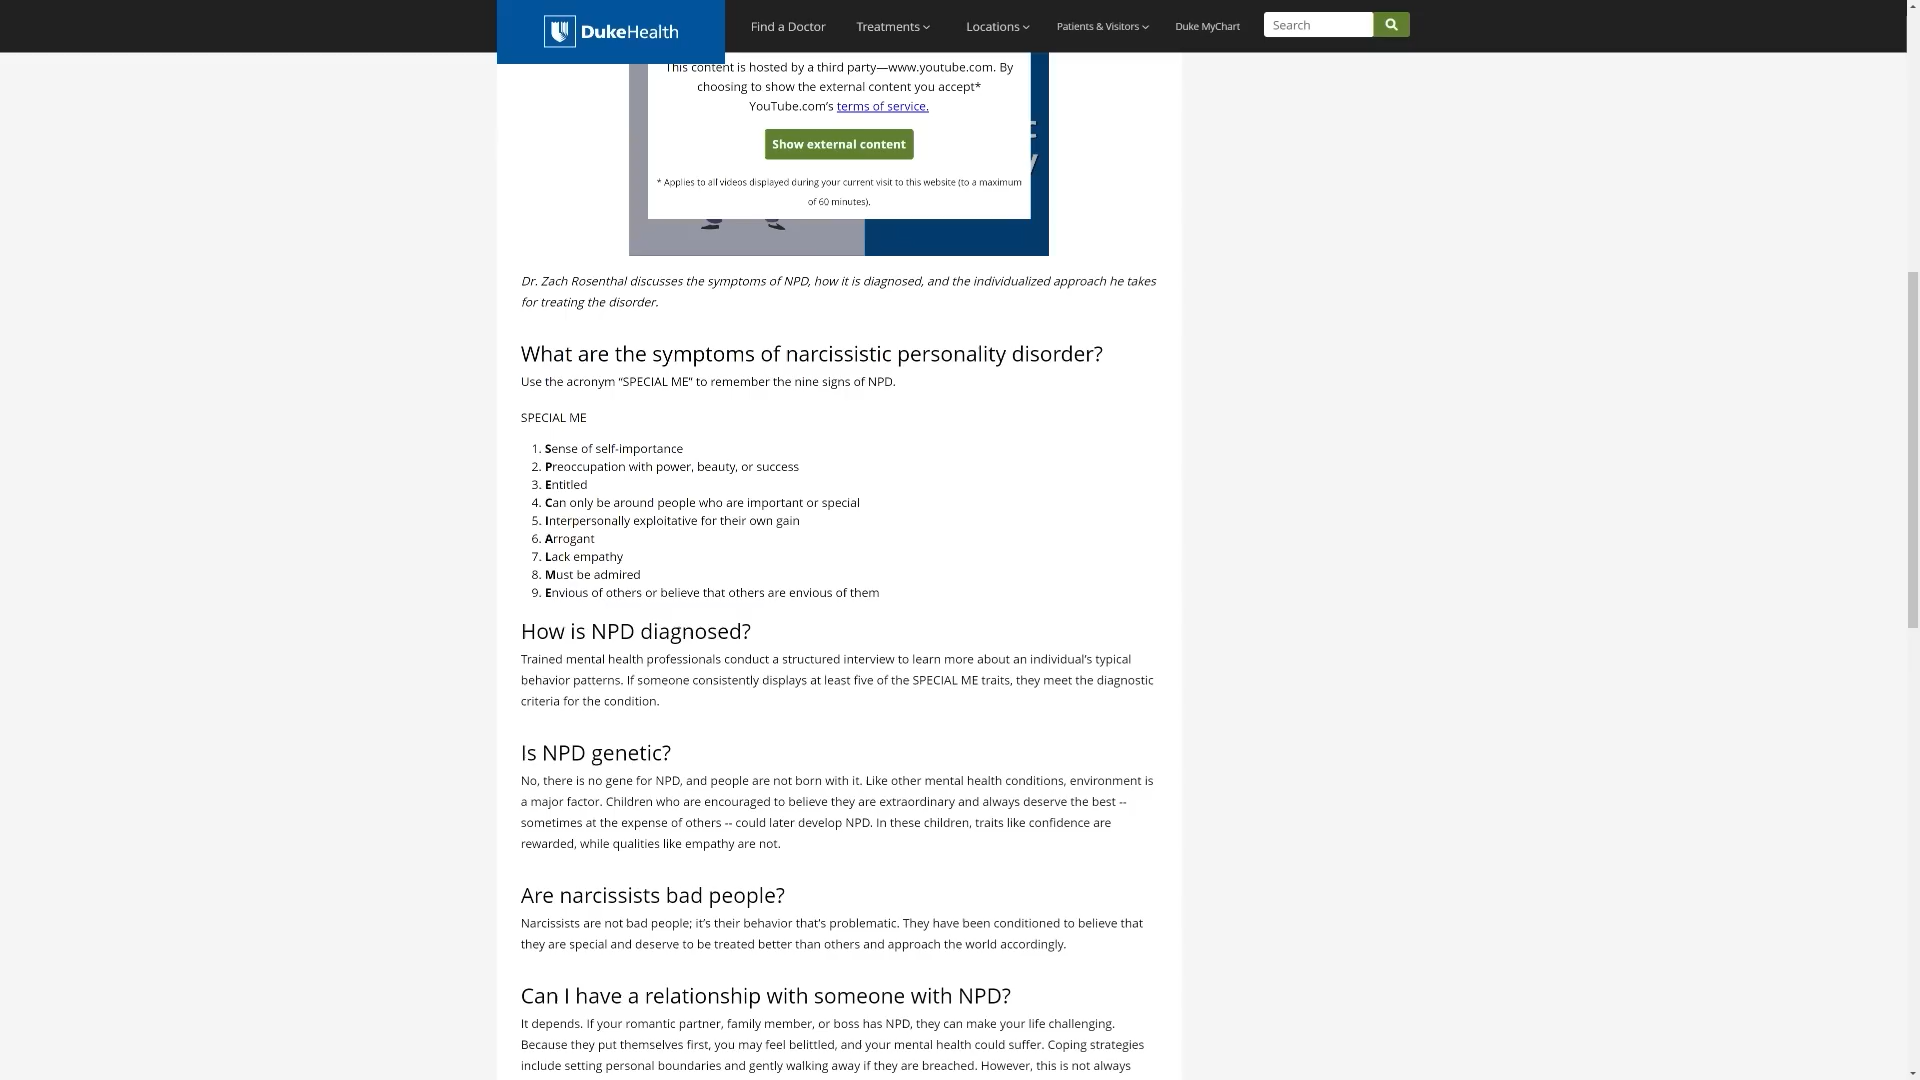 DukeHealth
Find a Doctor
Treatments
Locations
Patients & Visitors
Duke MyChart
Search
This content is hosted by a third party—www.youtube.com. By
choosing to show the external content you accept*
YouTube.com’s terms of service.
Show external content
* Applies to all videos displayed during your current visit to this website (to a maximum
of 60 minutes).
Dr. Zach Rosenthal discusses the symptoms of NPD, how it is diagnosed, and the individualized approach he takes
for treating the disorder.
What are the symptoms of narcissistic personality disorder?
Use the acronym “SPECIAL ME” to remember the nine signs of NPD.
SPECIAL ME
1. Sense of self-importance
2. Preoccupation with power, beauty, or success
3. Entitled
4. Can only be around people who are important or special
5. Interpersonally exploitative for their own gain
6. Arrogant
7. Lack empathy
8. Must be admired
9. Envious of others or believe that others are envious of them
How is NPD diagnosed?
Trained mental health professionals conduct a structured interview to learn more about an individual’s typical
behavior patterns. If someone consistently displays at least five of the SPECIAL ME traits, they meet the diagnostic
criteria for the condition.
Is NPD genetic?
No, there is no gene for NPD, and people are not born with it. Like other mental health conditions, environment is
a major factor. Children who are encouraged to believe they are extraordinary and always deserve the best --
sometimes at the expense of others -- could later develop NPD. In these children, traits like confidence are
rewarded, while qualities like empathy are not.
Are narcissists bad people?
Narcissists are not bad people; it’s their behavior that's problematic. They have been conditioned to believe that
they are special and deserve to be treated better than others and approach the world accordingly.
Can I have a relationship with someone with NPD?
It depends. If your romantic partner, family member, or boss has NPD, they can make your life challenging.
Because they put themselves first, you may feel belittled, and your mental health could suffer. Coping strategies
include setting personal boundaries and gently walking away if they are breached. However, this is not always